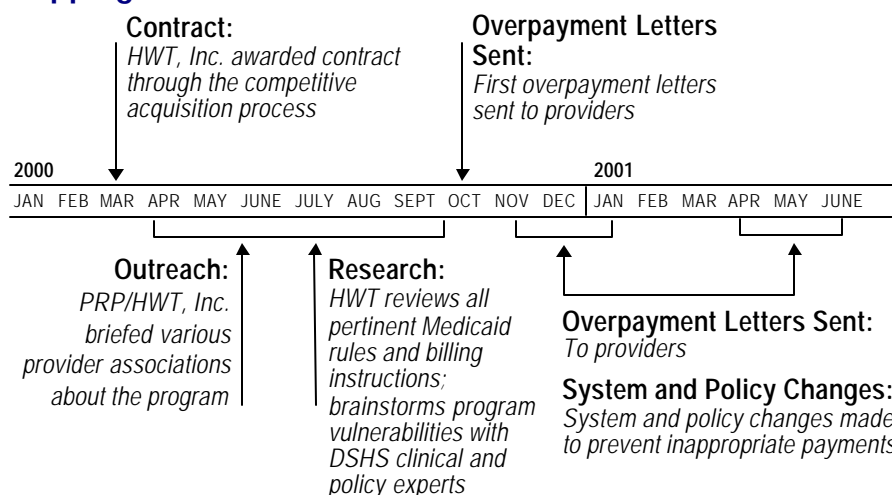 Contract:
HWT, Inc. awarded contract
through the competitive
acquisition process
Overpayment Letters
Sent:
First overpayment letters
sent to providers
2000
2001
JAN FEB MAR APR MAY JUNE JULY AUG SEPT OCT NOV DEC JAN FEB MAR APR MAY JUNE
Outreach:
PRP/HWT, Inc.
briefed various
provider associations
about the program
Research:
HWT reviews all
pertinent Medicaid
rules and billing
instructions;
brainstorms program
vulnerabilities with
DSHS clinical and
policy experts
Overpayment Letters Sent:
To providers
System and Policy Changes:
System and policy changes made
to prevent inappropriate payments